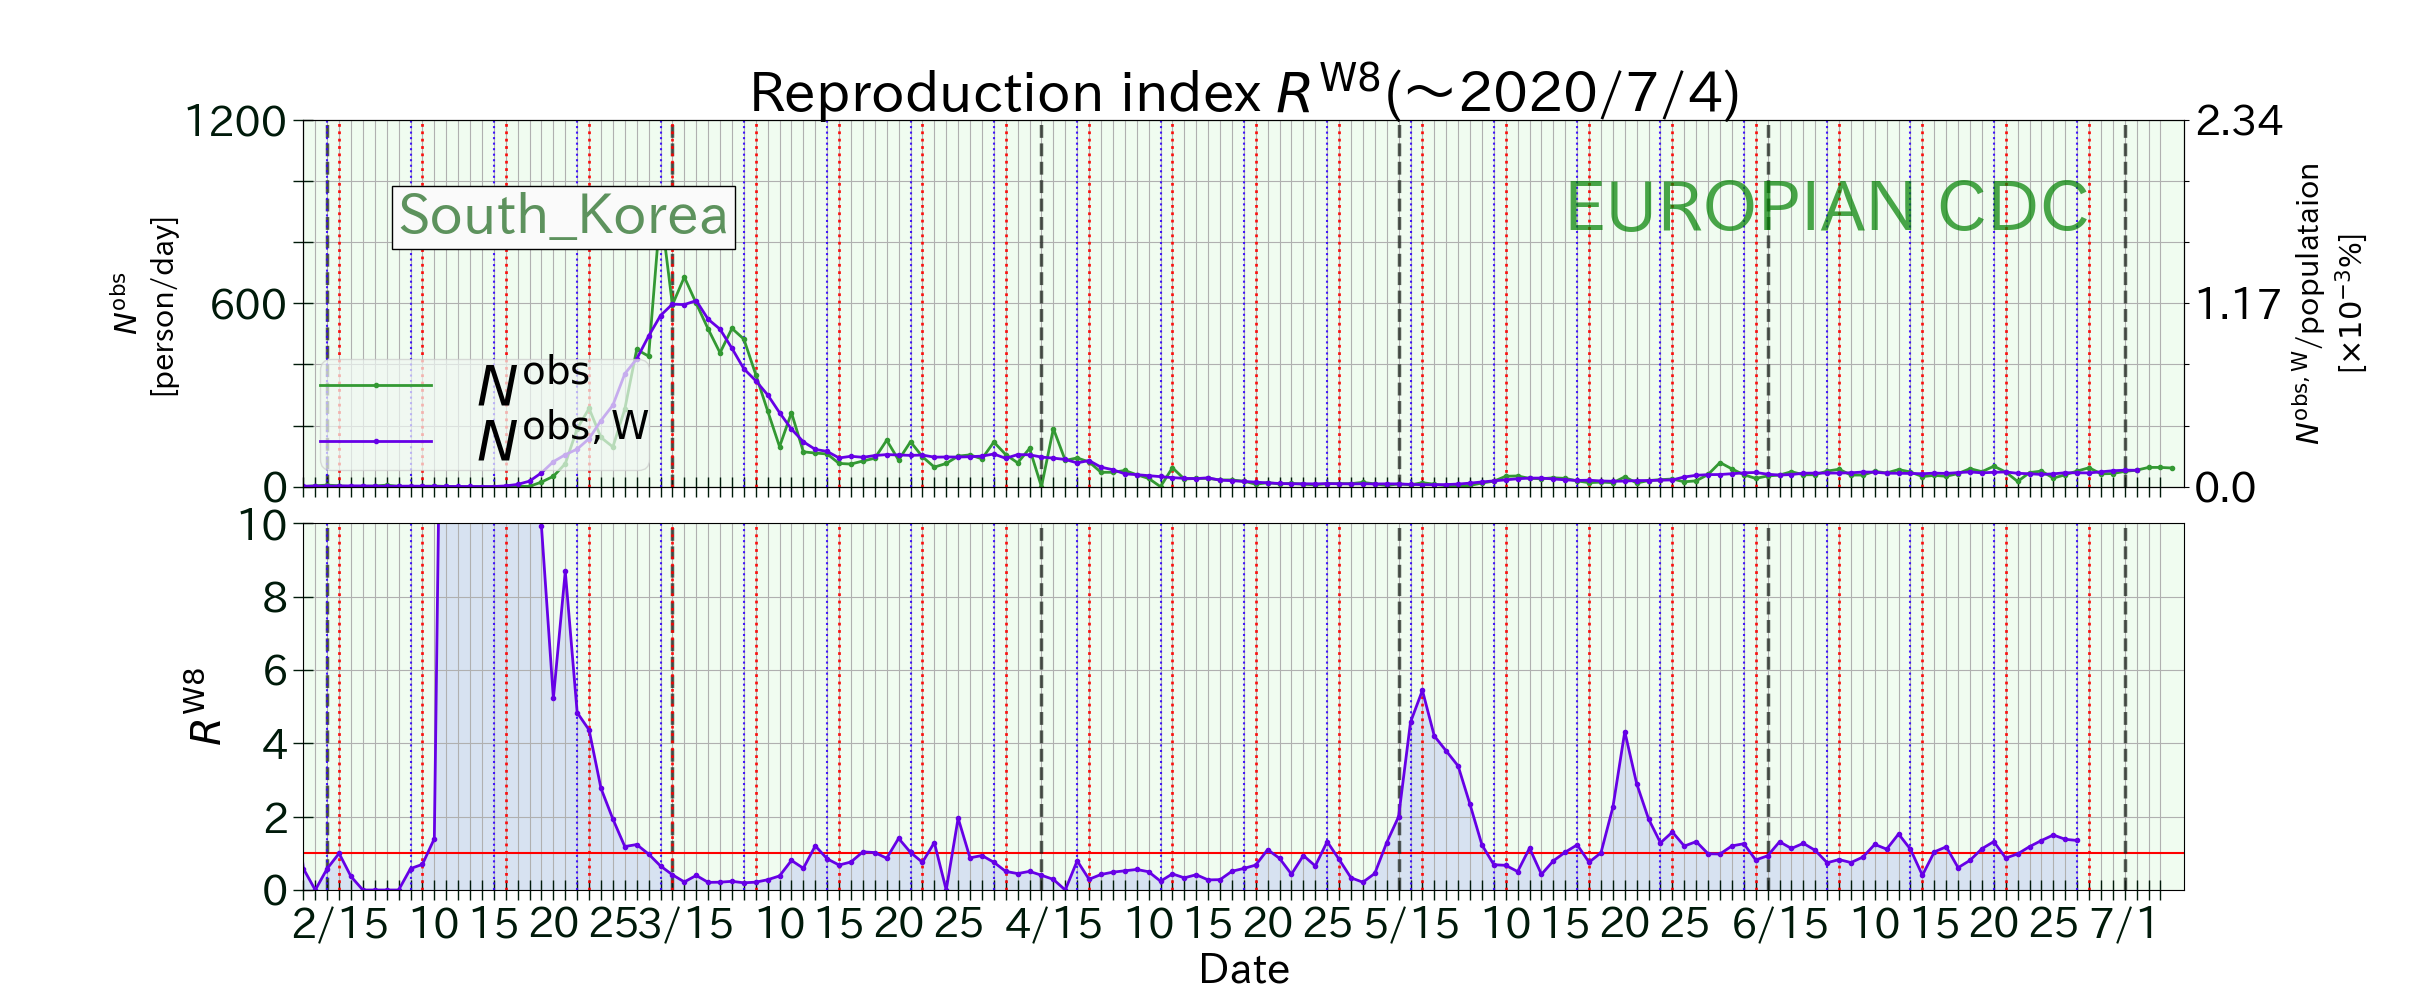 Reproduction index R^W8(～2020/7/4)
1200
600
0
N^obs
[person/day]
South_Korea
EUROPIAN CDC
N^obs
N^obs, W
2.34
1.17
0.0
N^obs, W/populataion
[×10^−3%]
10
8
6
4
2
0
R^W8
2/15 10 15 20 25 3/15 10 15 20 25 4/15 10 15 20 25 5/15 10 15 20 25 6/15 10 15 20 25 7/1
Date